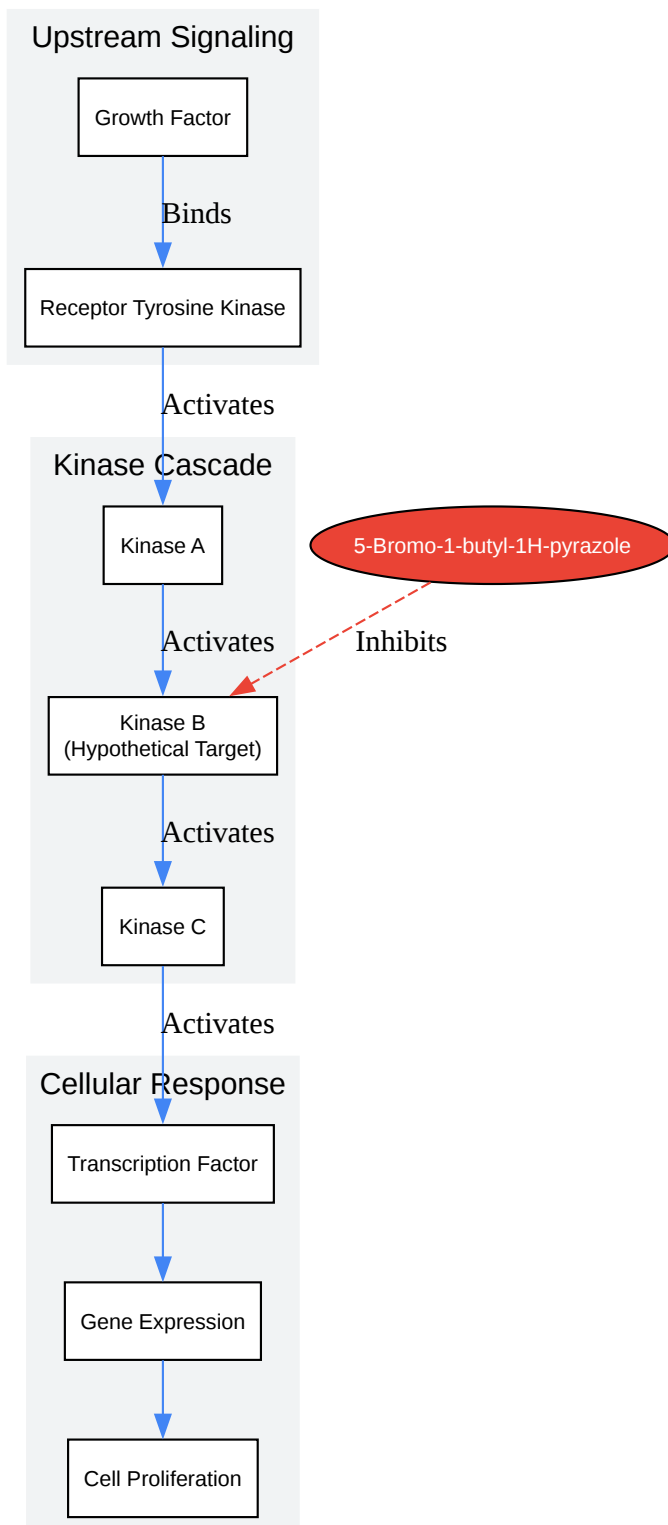 Upstream Signaling
Growth Factor
Binds
Receptor Tyrosine Kinase
Activates
Kinase Cascade
Kinase A
5-Bromo-1-butyl-1H-pyrazole
Activates
Inhibits
Kinase B
(Hypothetical Target)
Activates
Kinase C
Activates
Cellular Response
Transcription Factor
Gene Expression
Cell Proliferation